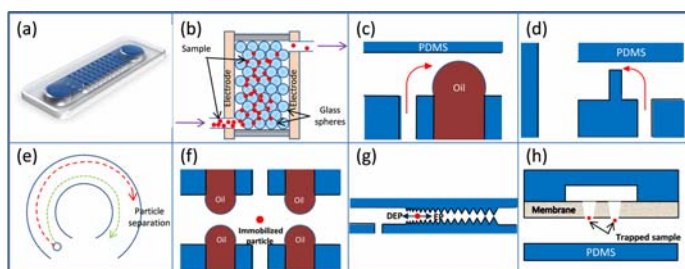 (a)
(b)
Sample
Electrode
Electrode
Glass
spheres
(c)
PDMS
Oil
(d)
PDMS
(e)
Particle
separation
(f)
Oil
Oil
Immobilized
particle
Oil
Oil
(g)
DEP
(h)
Membrane
Trapped sample
PDMS